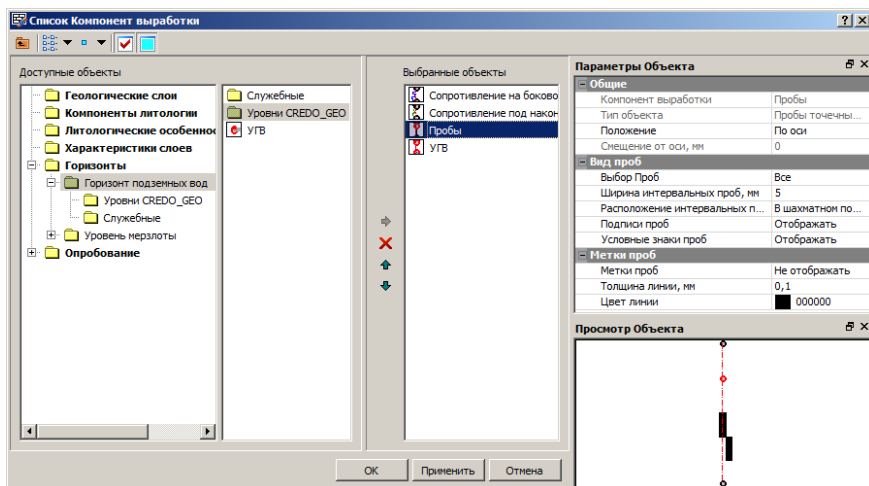 Список Компонент выработки
Доступные объекты
Геологические слои
Компоненты литологии
Литологические особеннос
Характеристики слоев
Горизонты
Горизонт подземных вод
Уровни CREDO_GEO
Служебные
Уровень мерзлоты
Опробование
Служебные
Уровни CREDO_GEO
УГВ
Выбранные объекты
Сопротивление на боково
Сопротивление под након
Пробы
УГВ
ОК
Применить
Отмена
Параметры Объекта
Общие
Компонент выработки Пробы
Тип объекта Пробы точечны...
Положение По оси
Смещение от оси, мм 0
Вид проб
Выбор Проб Все
Ширина интервальных проб, мм 5
Расположение интервальных п... В шахматном по...
Подписи проб Отображать
Условные знаки проб Отображать
Метки проб
Метки проб Не отображать
Толщина линии, мм 0,1
Цвет линии 000000
Просмотр Объекта